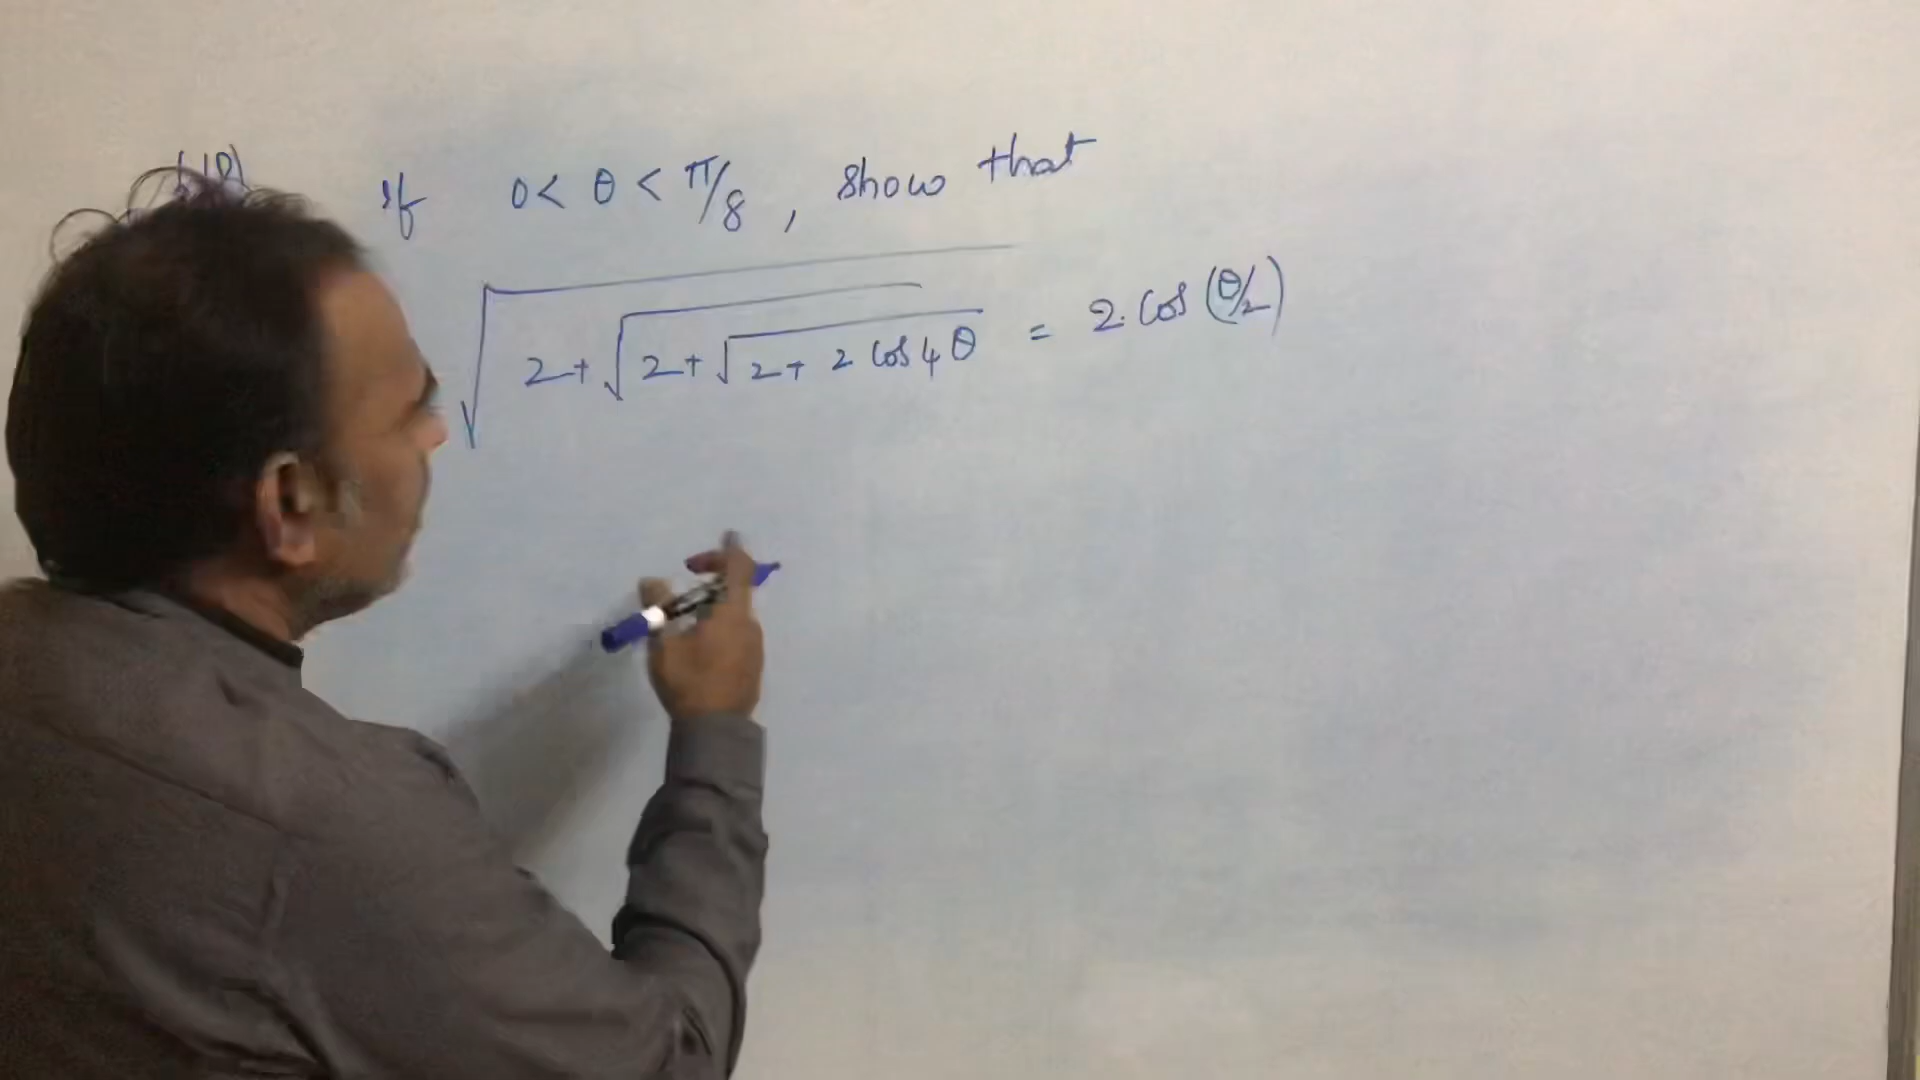 If 0 < θ < π/8, show that
√(2+√(2+√(2+ 2 cos 4θ))) = 2.cos (θ/2)